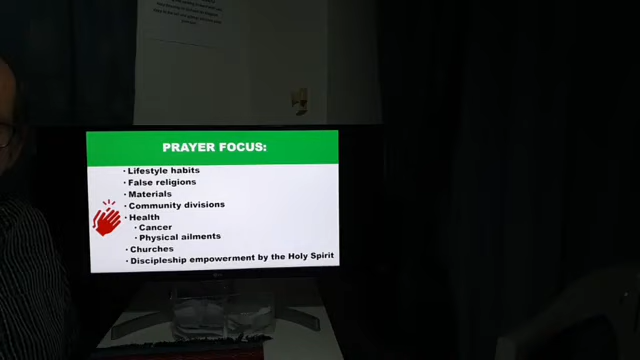 PRAYER FOCUS:
· Lifestyle habits
· False religions
· Materials
· Community divisions
· Health
· Cancer
· Physical ailments
· Churches
· Discipleship empowerment by the Holy Spirit